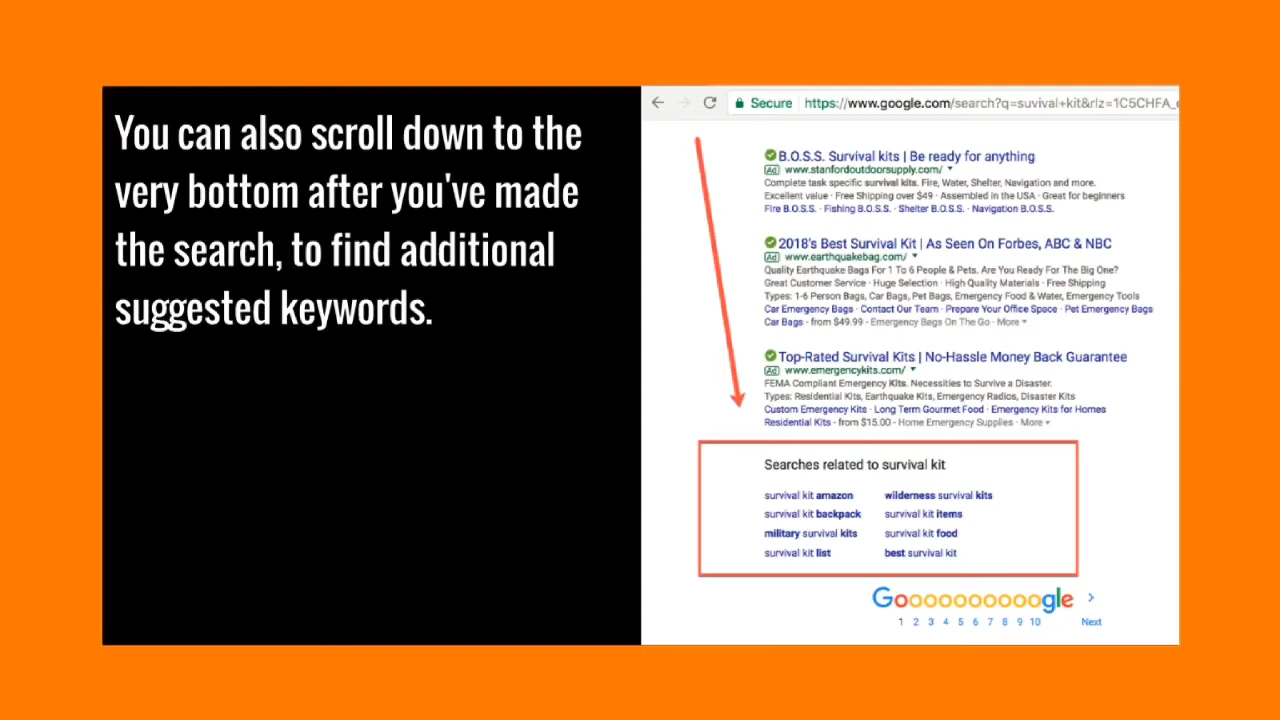 You can also scroll down to the
very bottom after you've made
the search, to find additional
suggested keywords.
Secure https://www.google.com/search?q=suvival+kit&rlz=1C5CHFA_
B.O.S.S. Survival kits | Be ready for anything
Ad www.stanfordoutdoorsupply.com/
Complete task specific survival kits. Fire, Water, Shelter, Navigation and more.
Excellent value · Free Shipping over $49 · Assembled in the USA · Great for beginners
Fire B.O.S.S. · Fishing B.O.S.S. · Shelter B.O.S.S. · Navigation B.O.S.S.
2018's Best Survival Kit | As Seen On Forbes, ABC & NBC
Ad www.earthquakebag.com/
Quality Earthquake Bags For 1 To 6 People & Pets. Are You Ready For The Big One?
Great Customer Service · Huge Selection · High Quality Materials · Free Shipping
Types: 1-6 Person Bags, Car Bags, Pet Bags, Emergency Food & Water, Emergency Tools
Car Emergency Bags · Contact Our Team · Prepare Your Office Space · Pet Emergency Bags
Car Bags - from $49.99 - Emergency Bags On The Go · More
Top-Rated Survival Kits | No-Hassle Money Back Guarantee
Ad www.emergencykits.com/
FEMA Compliant Emergency Kits. Necessities to Survive a Disaster.
Types: Residential Kits, Earthquake Kits, Emergency Radios, Disaster Kits
Custom Emergency Kits · Long Term Gourmet Food · Emergency Kits for Homes
Residential Kits - from $15.00 - Home Emergency Supplies · More
Searches related to survival kit
survival kit amazon wilderness survival kits
survival kit backpack survival kit items
military survival kits survival kit food
survival kit list best survival kit
Goooooooooogle
1 2 3 4 5 6 7 8 9 10 Next